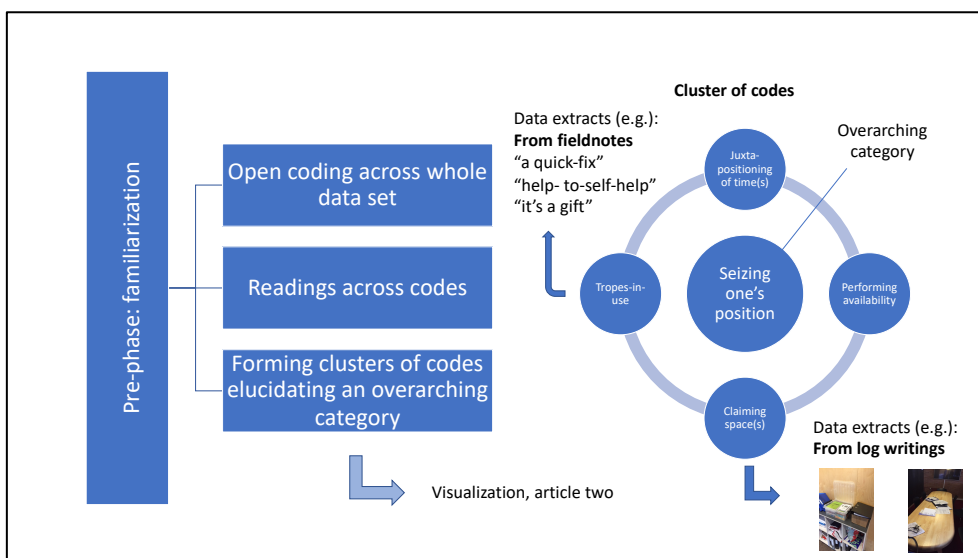 Pre-phase: familiarization
Open coding across whole
data set
Readings across codes
Forming clusters of codes
elucidating an overarching
category
Visualization, article two
Cluster of codes
Data extracts (e.g.):
From fieldnotes
“a quick-fix”
“help- to-self-help”
“it’s a gift”
Overarching
category
Juxta-
positioning
of time(s)
Tropes-in-
use
Seizing
one’s
position
Performing
availability
Claiming
space(s)
Data extracts (e.g.):
From log writings